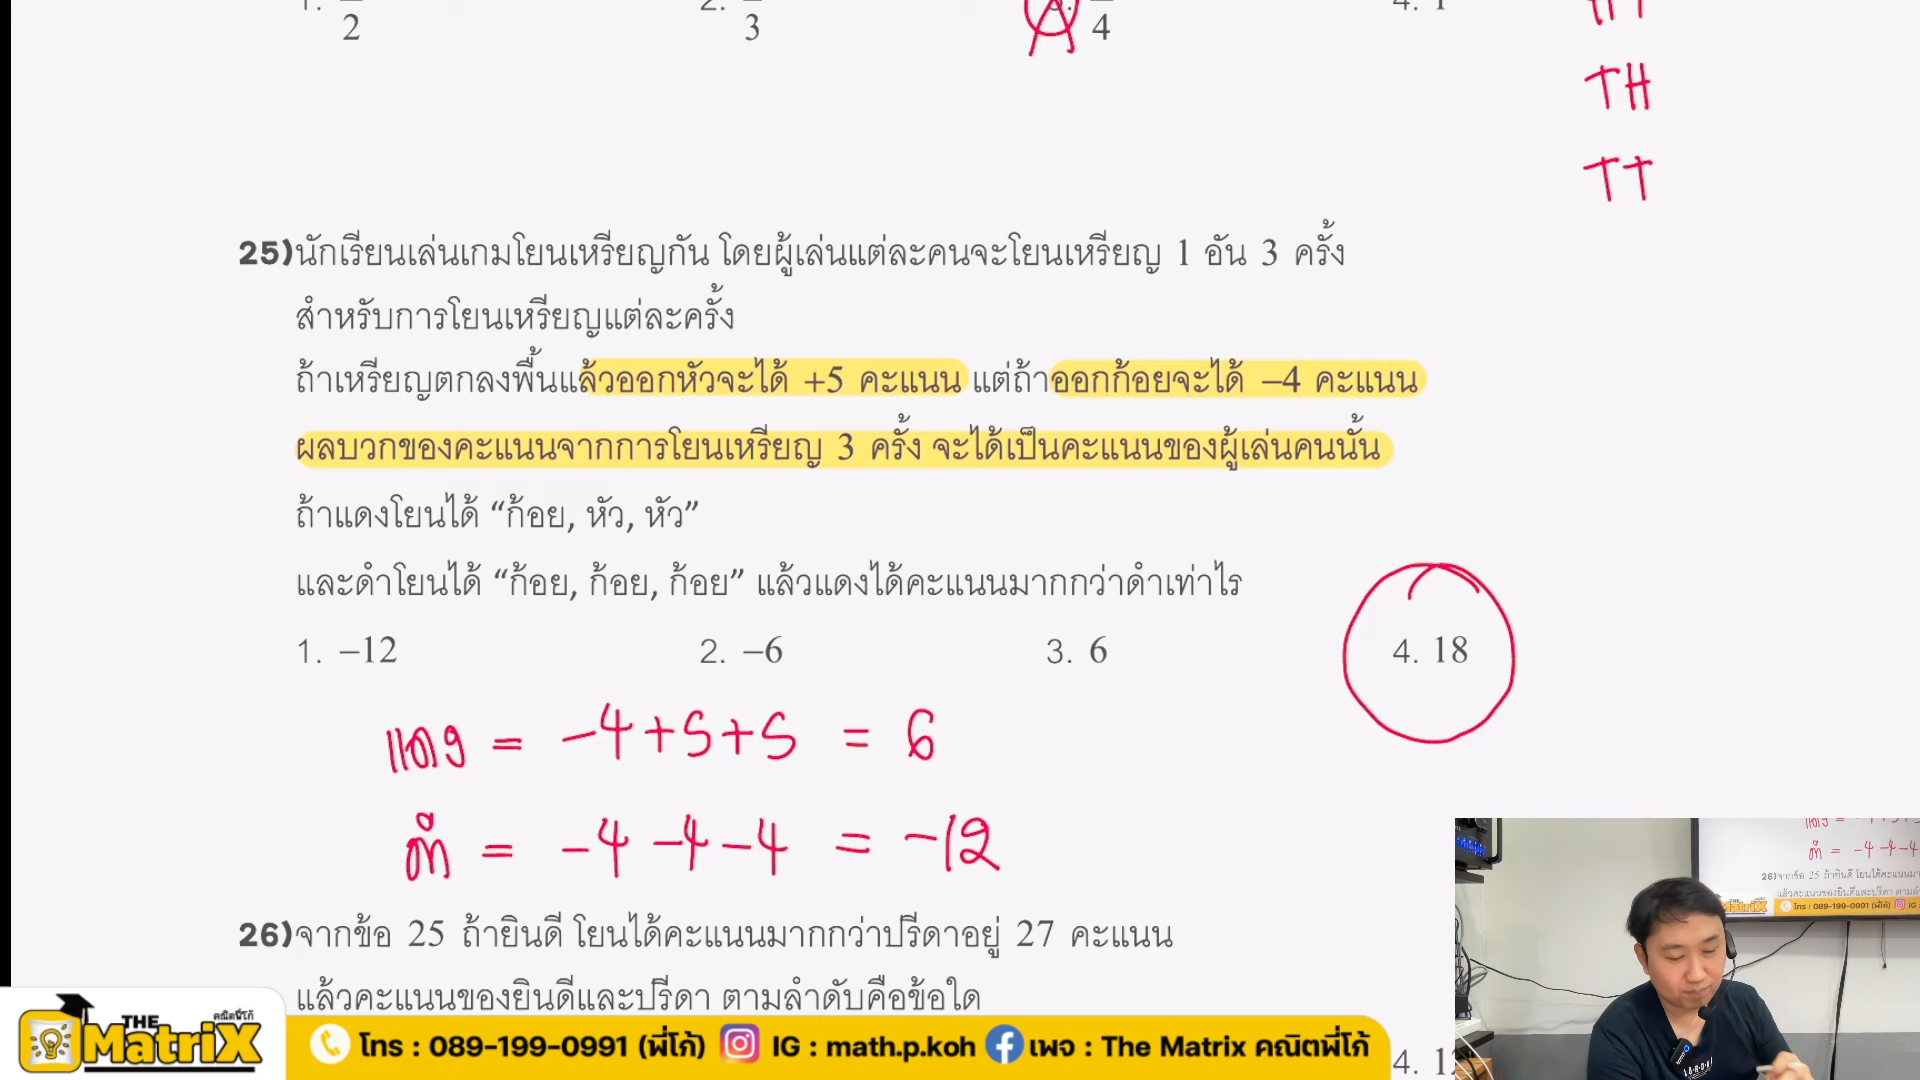 2
3
4
TH
TT
25) นักเรียนเล่นเกมโยนเหรียญกัน โดยผู้เล่นแต่ละคนจะโยนเหรียญ 1 อัน 3 ครั้ง
สำหรับการโยนเหรียญแต่ละครั้ง
ถ้าเหรียญตกลงพื้นแล้วออกหัวจะได้ +5 คะแนน แต่ถ้าออกก้อยจะได้ –4 คะแนน
ผลบวกของคะแนนจากการโยนเหรียญ 3 ครั้ง จะได้เป็นคะแนนของผู้เล่นคนนั้น
ถ้าแดงโยนได้ “ก้อย, หัว, หัว”
และดำโยนได้ “ก้อย, ก้อย, ก้อย” แล้วแดงได้คะแนนมากกว่าดำเท่าไร
1. –12 2. –6 3. 6 4. 18
แดง = -4+5+5 = 6
ดำ = -4 -4 -4 = -12
26) จากข้อ 25 ถ้ายินดี โยนได้คะแนนมากกว่าปรีดาอยู่ 27 คะแนน
แล้วคะแนนของยินดีและปรีดา ตามลำดับคือข้อใด
THE MatriX คณิตพี่โก้
โทร : 089-199-0991 (พี่โก้) IG : math.p.koh เพจ : The Matrix คณิตพี่โก้
4.